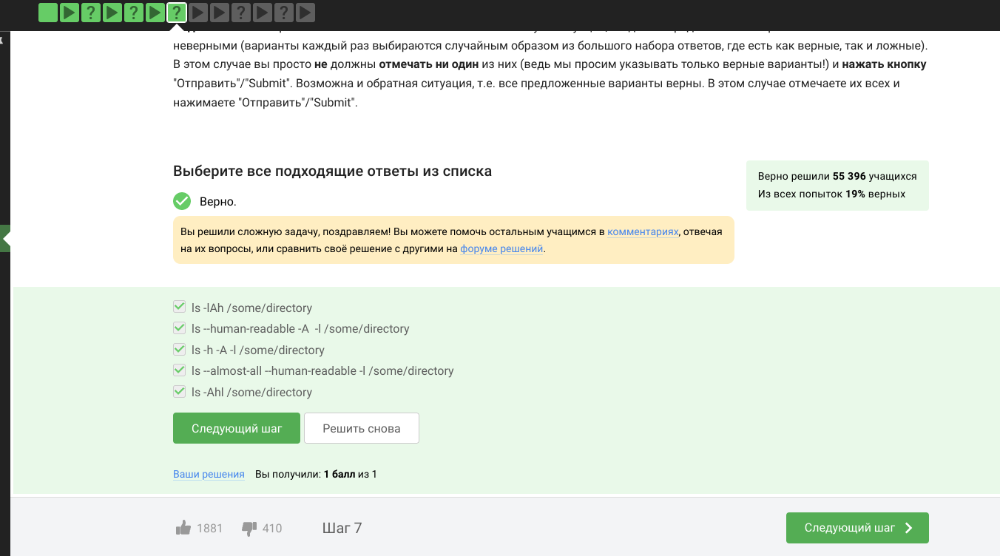 неверными (варианты каждый раз выбираются случайным образом из большого набора ответов, где есть как верные, так и ложные).
В этом случае вы просто не должны отмечать ни один из них (ведь мы просим указывать только верные варианты!) и нажать кнопку
"Отправить"/"Submit". Возможна и обратная ситуация, т.е. все предложенные варианты верны. В этом случае отмечаете их всех и
нажимаете "Отправить"/"Submit".
Выберите все подходящие ответы из списка
Верно решили 55 396 учащихся
Из всех попыток 19% верных
Верно.
Вы решили сложную задачу, поздравляем! Вы можете помочь остальным учащимся в комментариях, отвечая
на их вопросы, или сравнить своё решение с другими на форуме решений.
ls -lAh /some/directory
ls --human-readable -A  -l /some/directory
ls -h -A -l /some/directory
ls --almost-all --human-readable -l /some/directory
ls -Ahl /some/directory
Следующий шаг
Решить снова
Ваши решения
Вы получили: 1 балл из 1
1881
410
Шаг 7
Следующий шаг